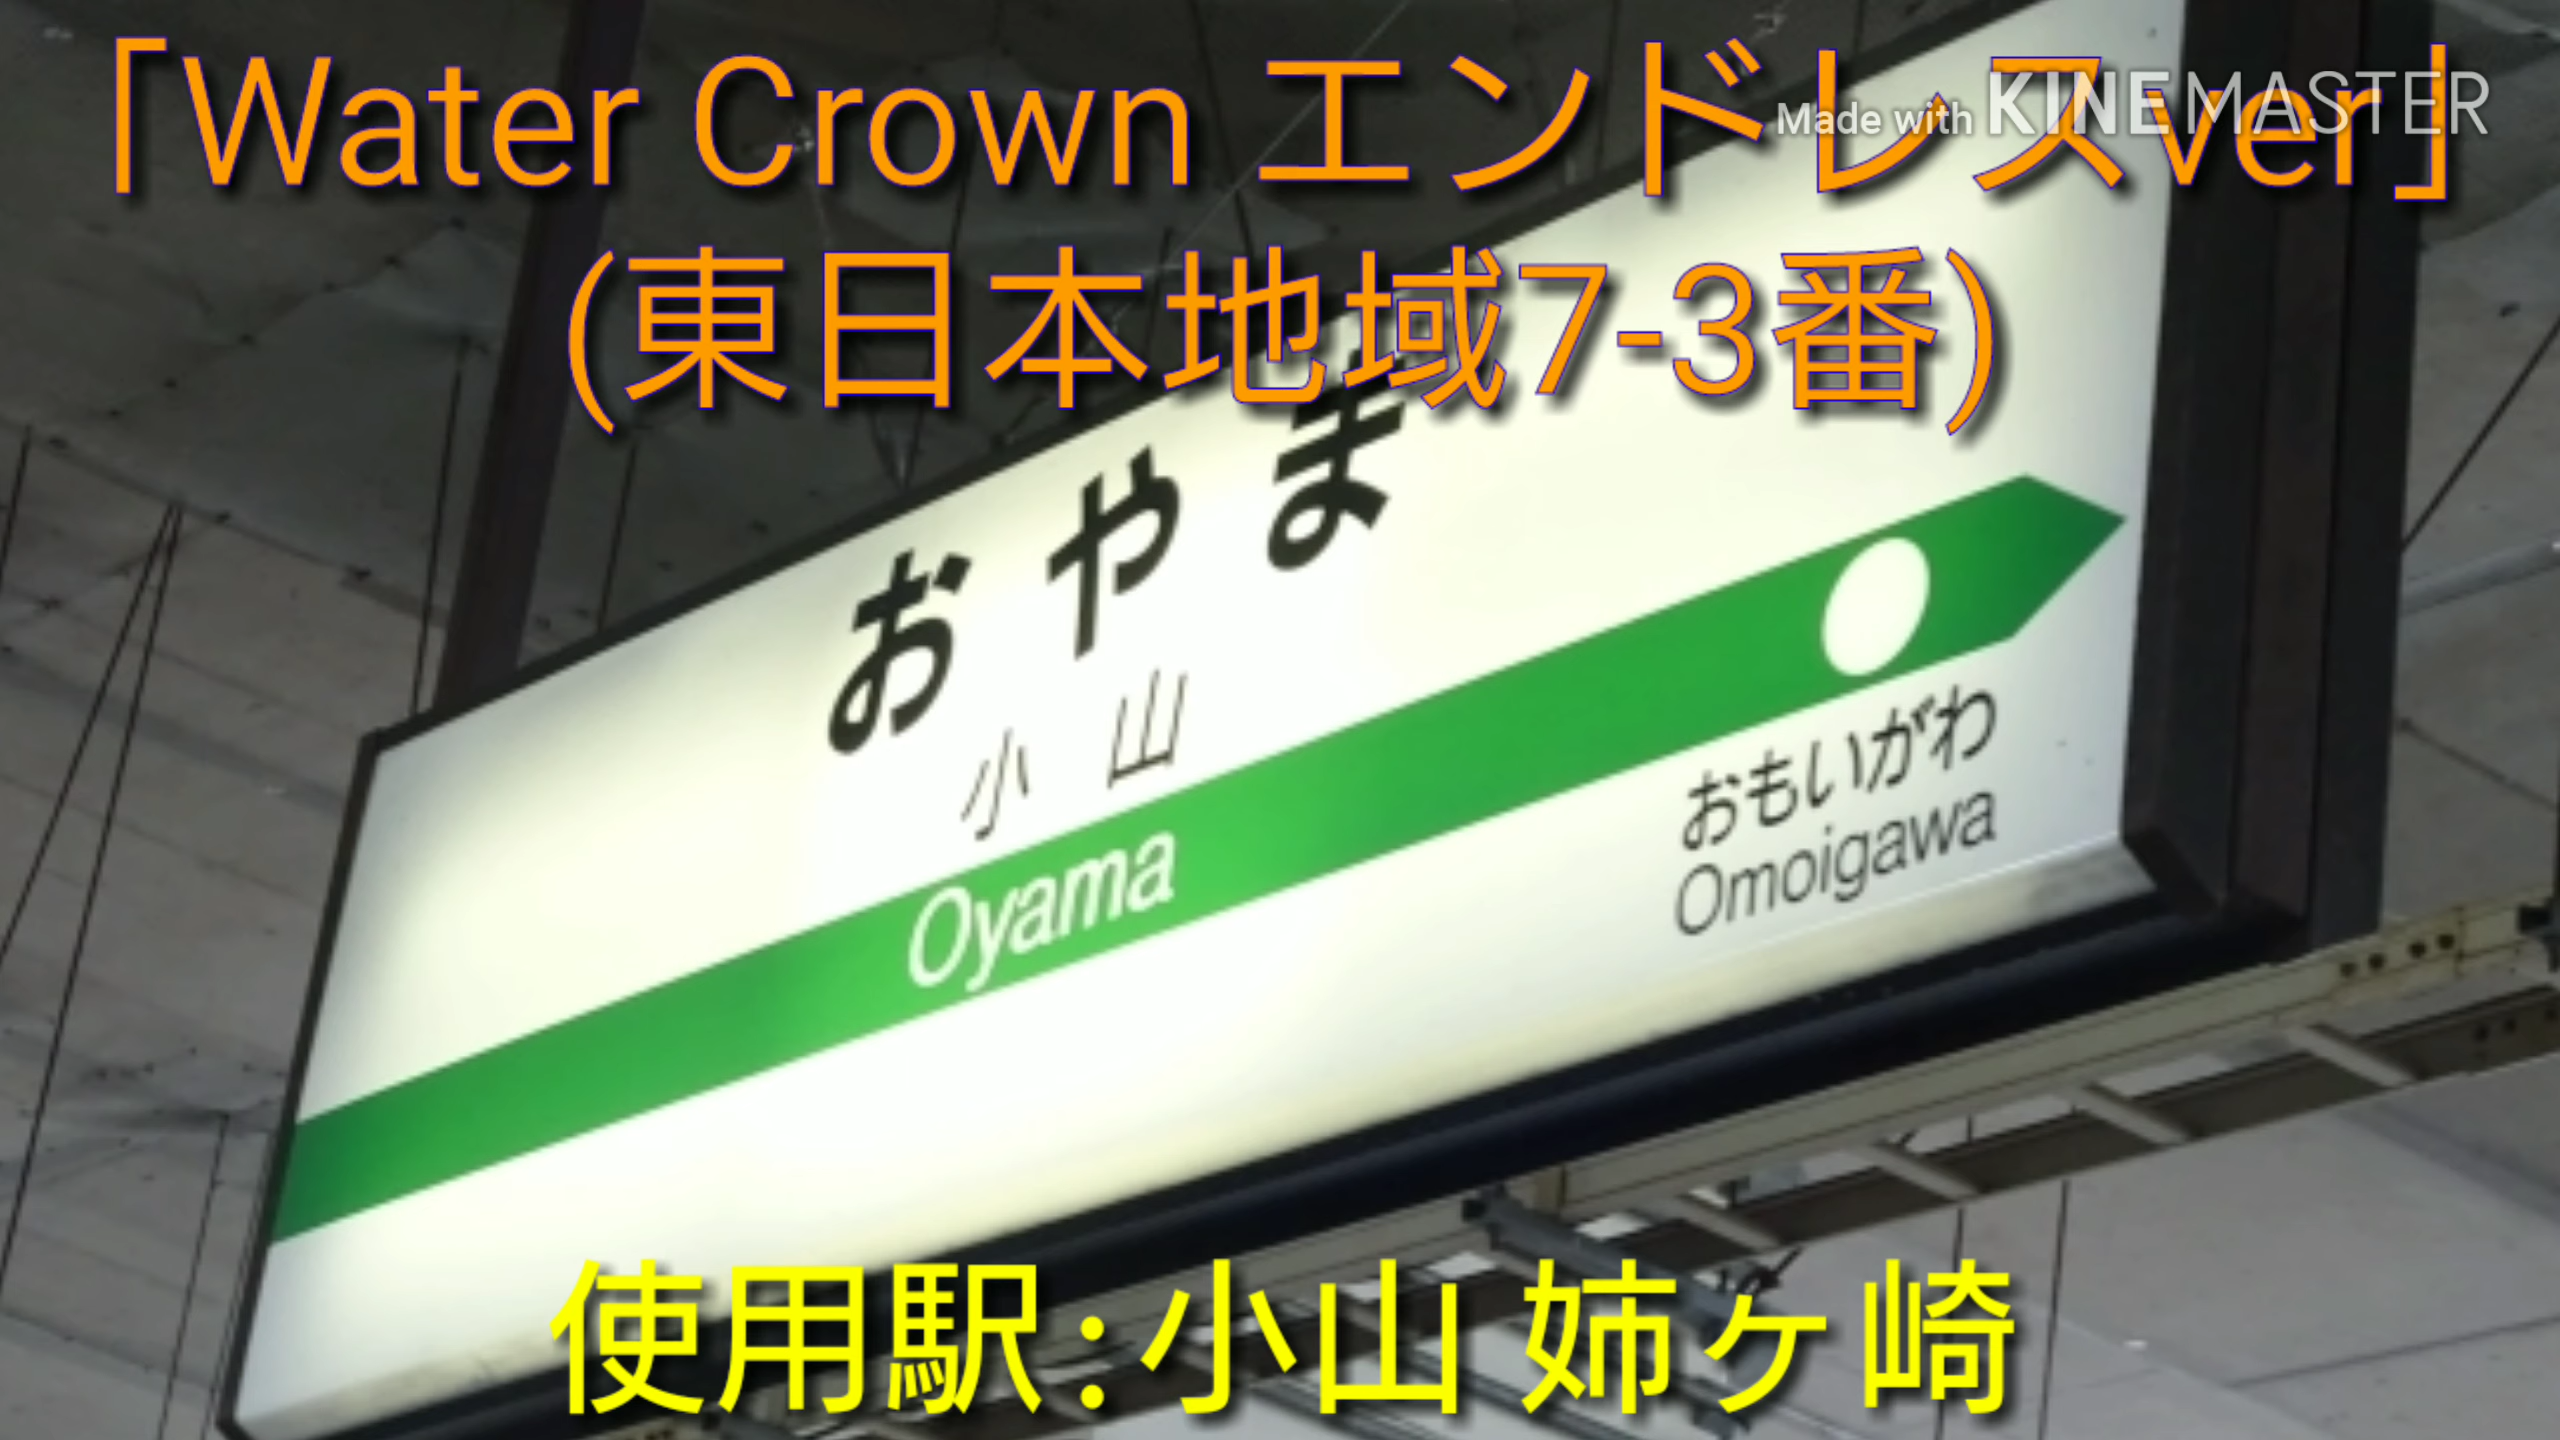 「Water Crown エンドレスver」
Made with KINEMASTER
(東日本地域7-3番)
おやま
小山
Oyama
おもいがわ
Omoigawa
使用駅:小山 姉ヶ崎